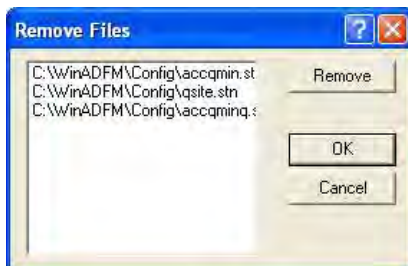 Remove Files
?
X
C:\WinADFM\Config\accqmin.st
C:\WinADFM\Config\qsite.stn
C:\WinADFM\Config\accqminq.s
Remove
OK
Cancel